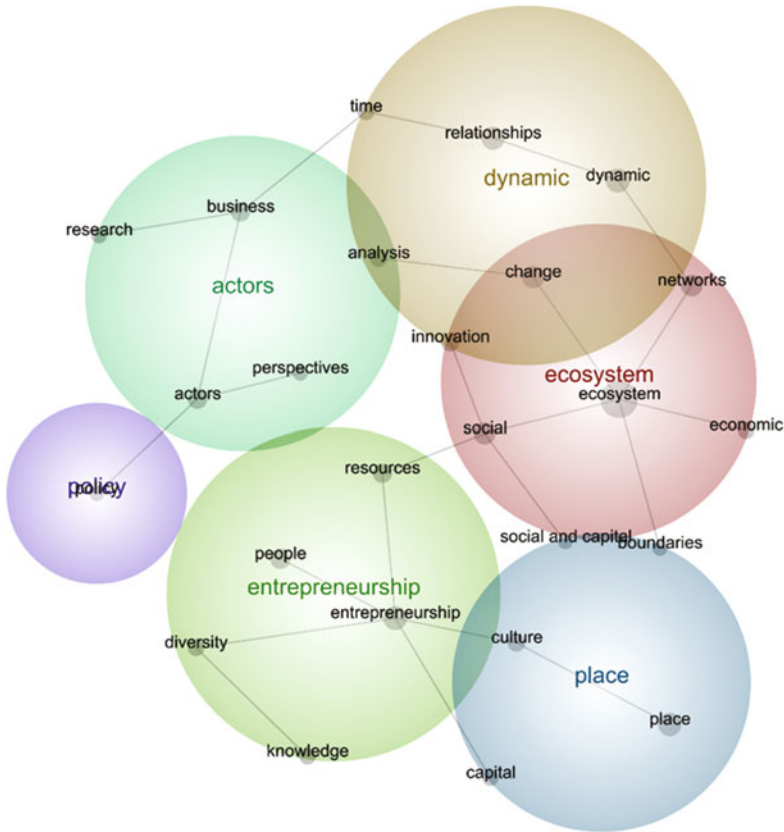 time
relationships
dynamic
dynamic
business
research
analysis
change
networks
actors
innovation
perspectives
ecosystem
ecosystem
actors
social
economic
resources
policy
policy
social and capital
boundaries
people
entrepreneurship
entrepreneurship
diversity
culture
place
place
knowledge
capital